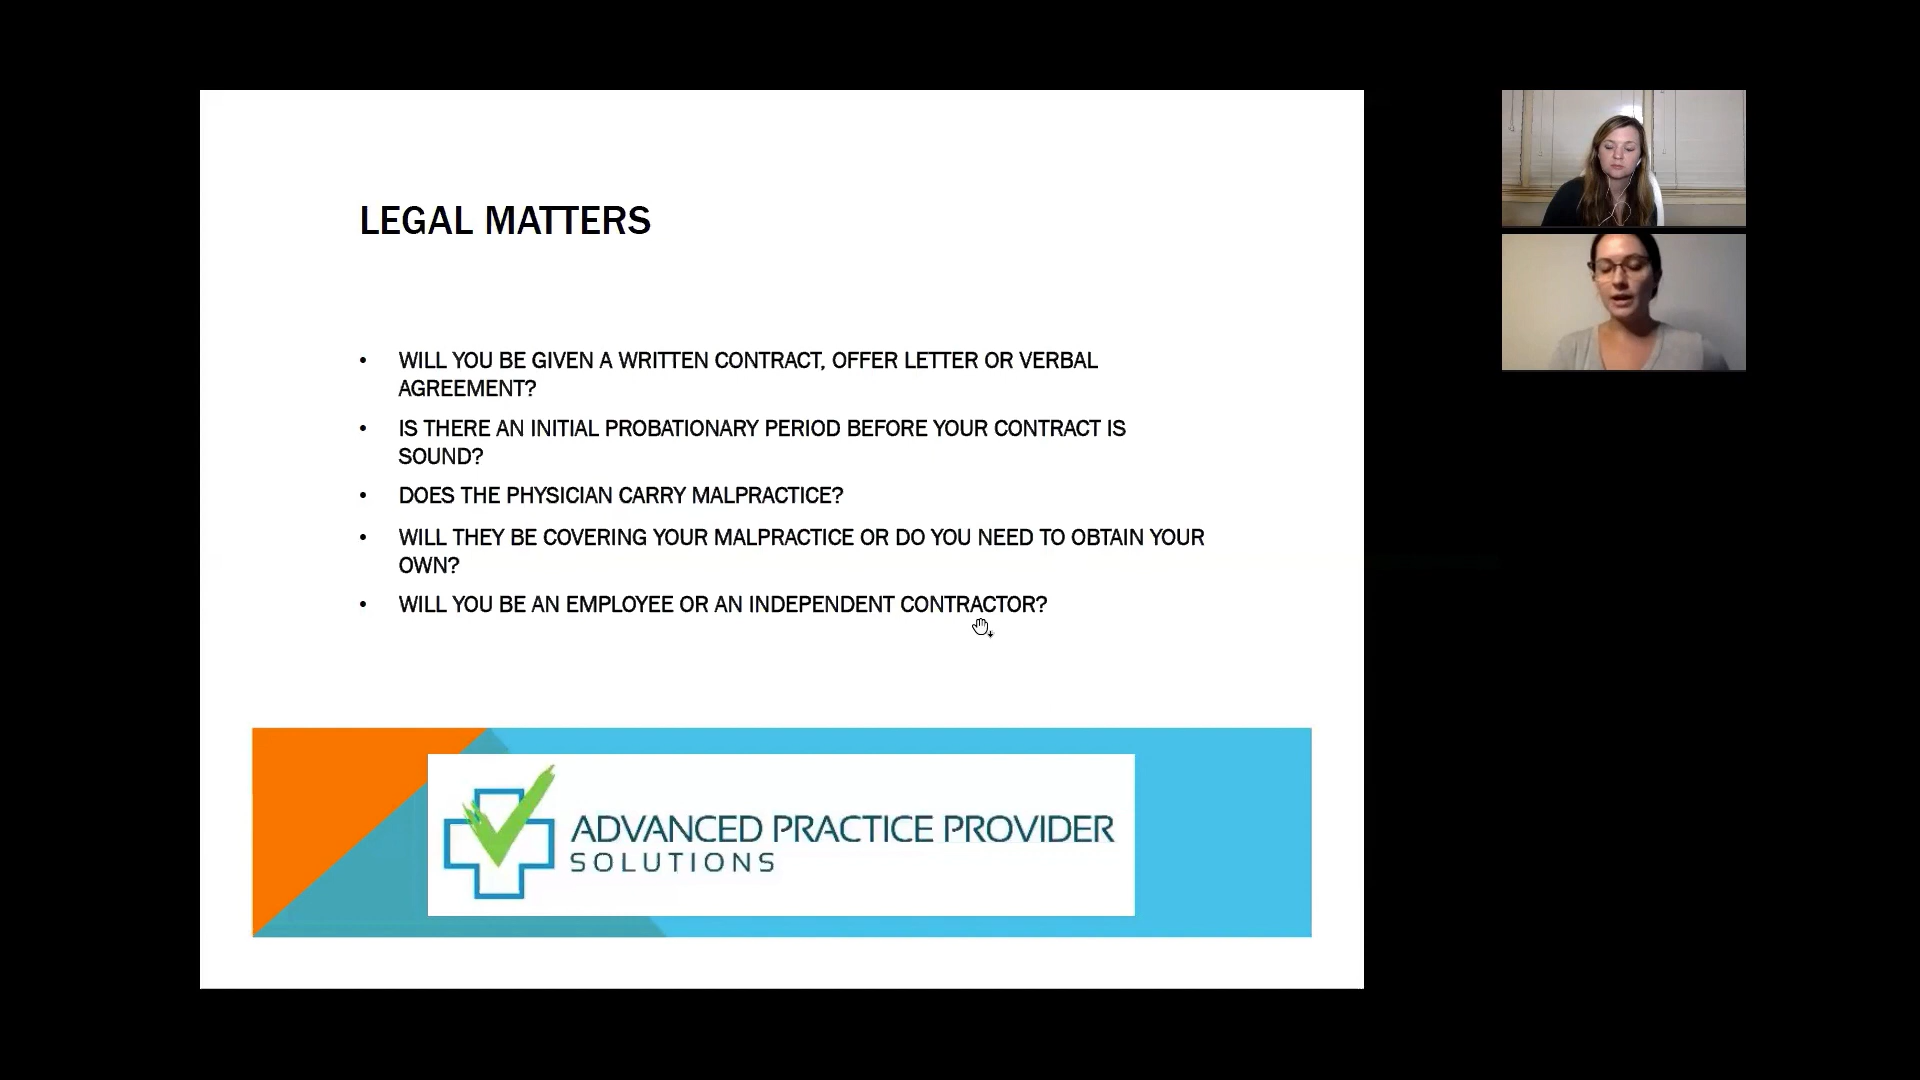 LEGAL MATTERS
• WILL YOU BE GIVEN A WRITTEN CONTRACT, OFFER LETTER OR VERBAL
AGREEMENT?
• IS THERE AN INITIAL PROBATIONARY PERIOD BEFORE YOUR CONTRACT IS
SOUND?
• DOES THE PHYSICIAN CARRY MALPRACTICE?
• WILL THEY BE COVERING YOUR MALPRACTICE OR DO YOU NEED TO OBTAIN YOUR
OWN?
• WILL YOU BE AN EMPLOYEE OR AN INDEPENDENT CONTRACTOR?
ADVANCED PRACTICE PROVIDER
SOLUTIONS